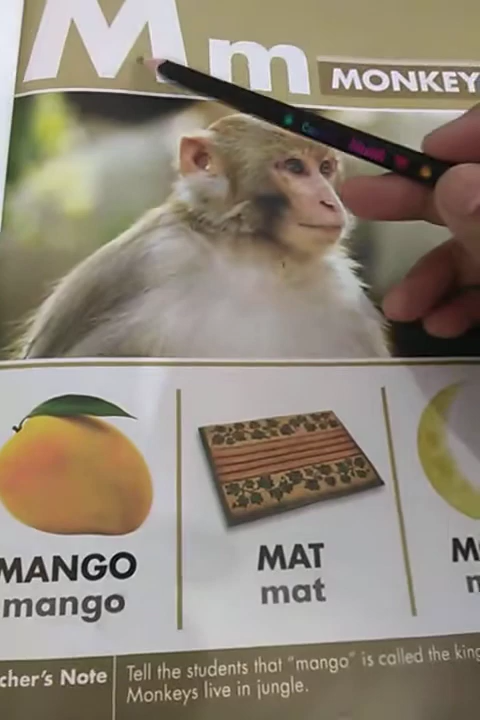 Mm MONKEY
MANGO
mango
MAT
mat
M
Tell the students that "mango" is called the king
cher's Note
Monkeys live in jungle.